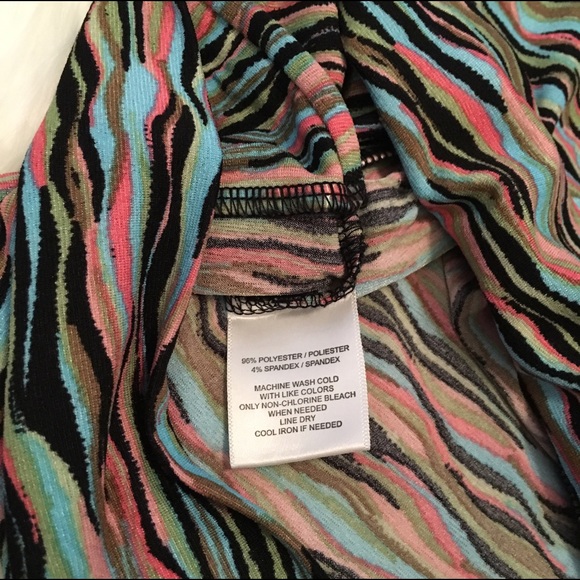 96% POLYESTER / POLIESTER
4% SPANDEX / SPANDEX
MACHINE WASH COLD
WITH LIKE COLORS
ONLY NON-CHLORINE BLEACH
WHEN NEEDED
LINE DRY
COOL IRON IF NEEDED